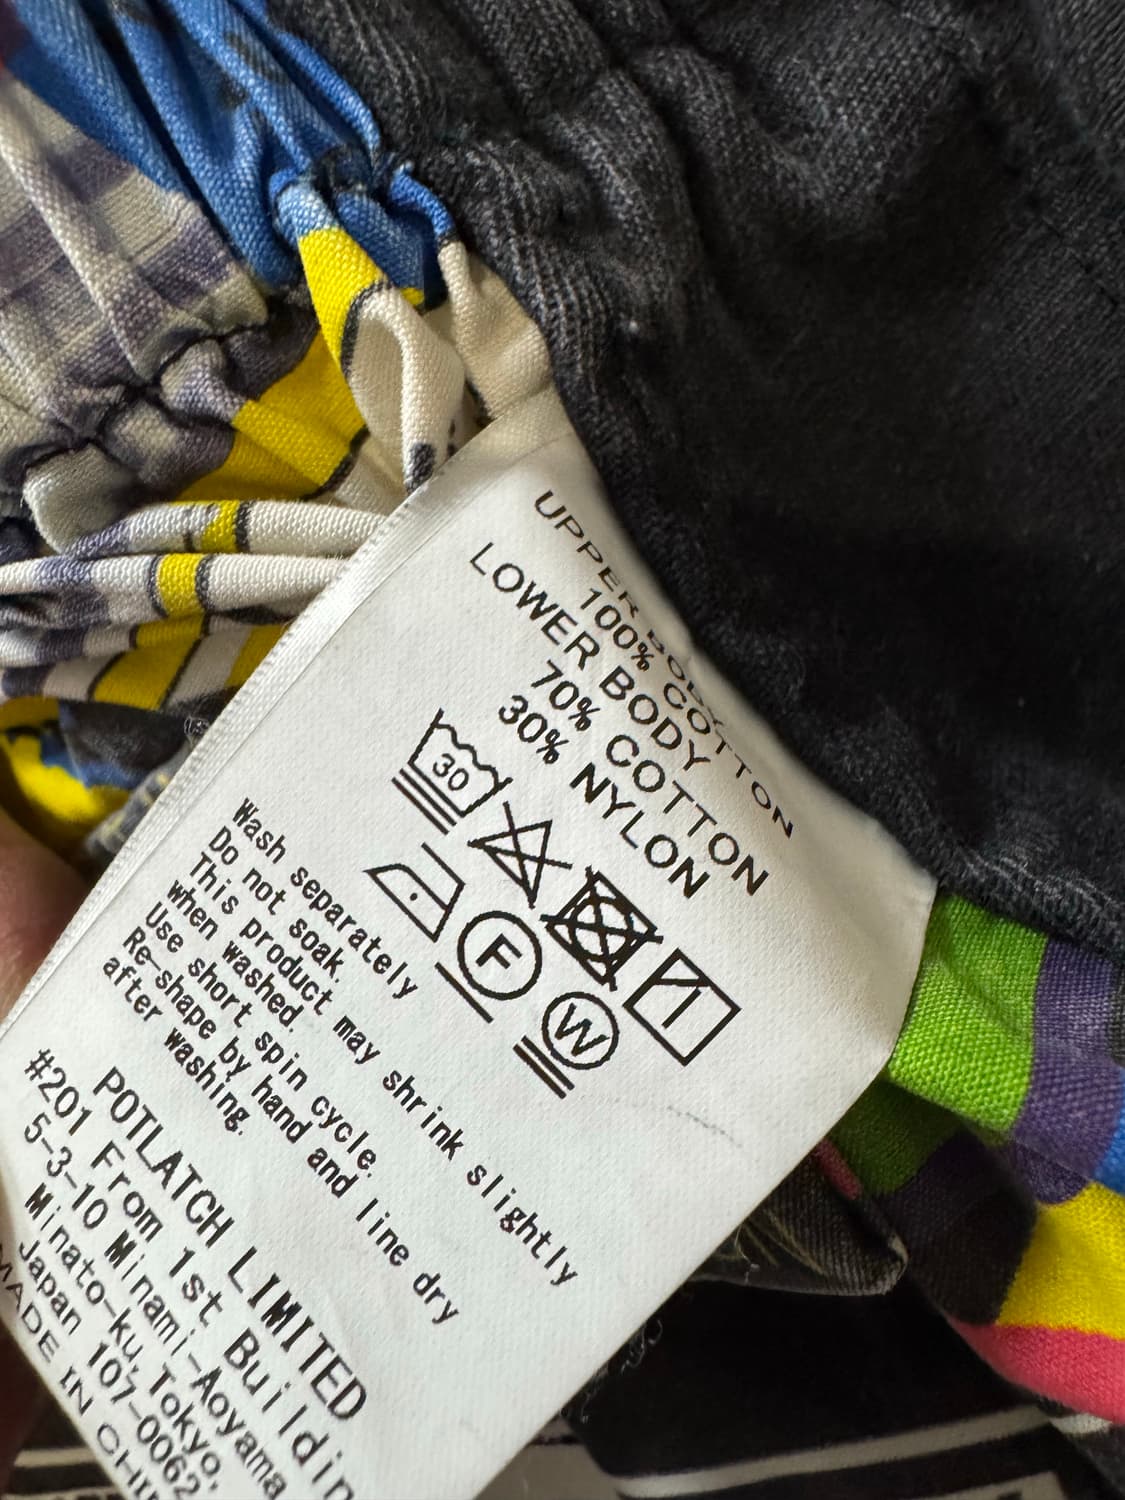 UPPER BODY
100% COTTON
LOWER BODY
70% COTTON
30% NYLON
30
F
W
Wash separately
Do not soak.
This product may shrink slightly
when washed.
Use short spin cycle.
Re-shape by hand and line dry
after washing.
POTLATCH LIMITED
#201 From 1st
5-3-10 Minami-Aoyama
Minato-ku, Tokyo,
Japan 107-0062
MADE IN